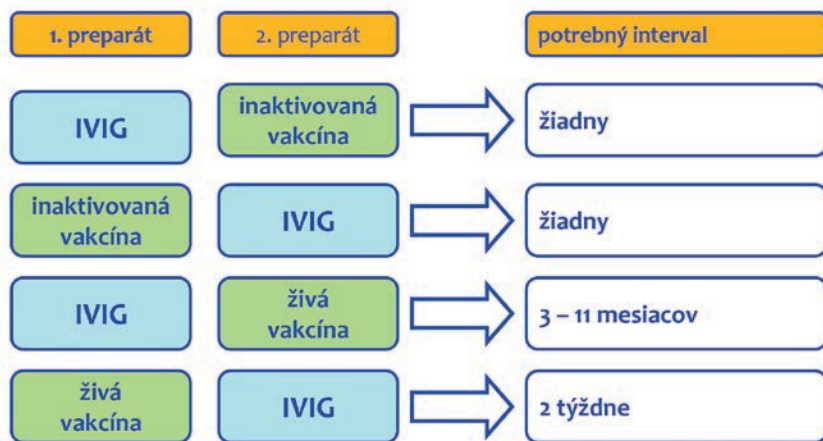 1. preparát 2. preparát potrebný interval
IVIG
inaktivovaná
vakcína
žiadny
inaktivovaná
vakcína
IVIG
žiadny
IVIG
živá
vakcína
3 – 11 mesiacov
živá
vakcína
IVIG
2 týždne